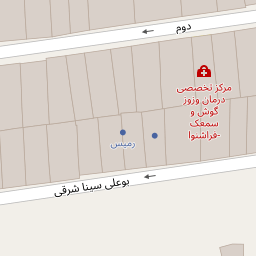 دوم
مرکز تخصصی
درمان وزوز
گوش و
سمعک
-فراشنوا
رمیس
بوعلی سینا شرقی